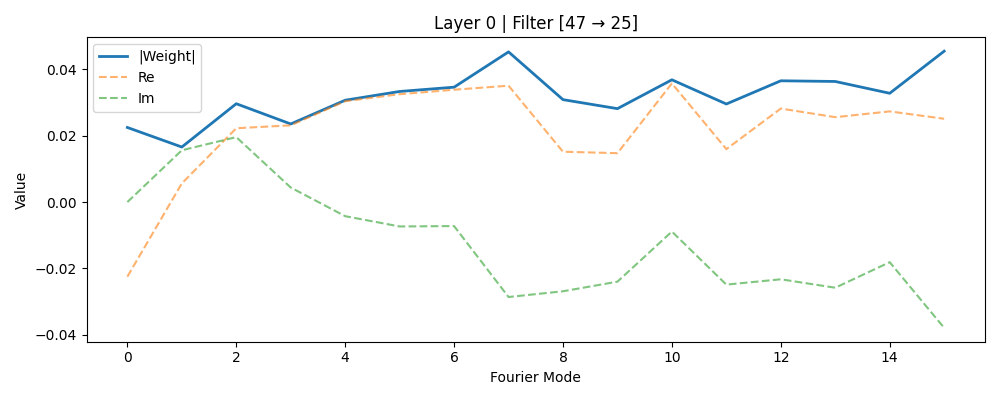 Layer 0 | Filter [47 → 25]
|Weight|
Re
Im
Value
0.04
0.02
0.00
−0.02
−0.04
0 2 4 6 8 10 12 14
Fourier Mode